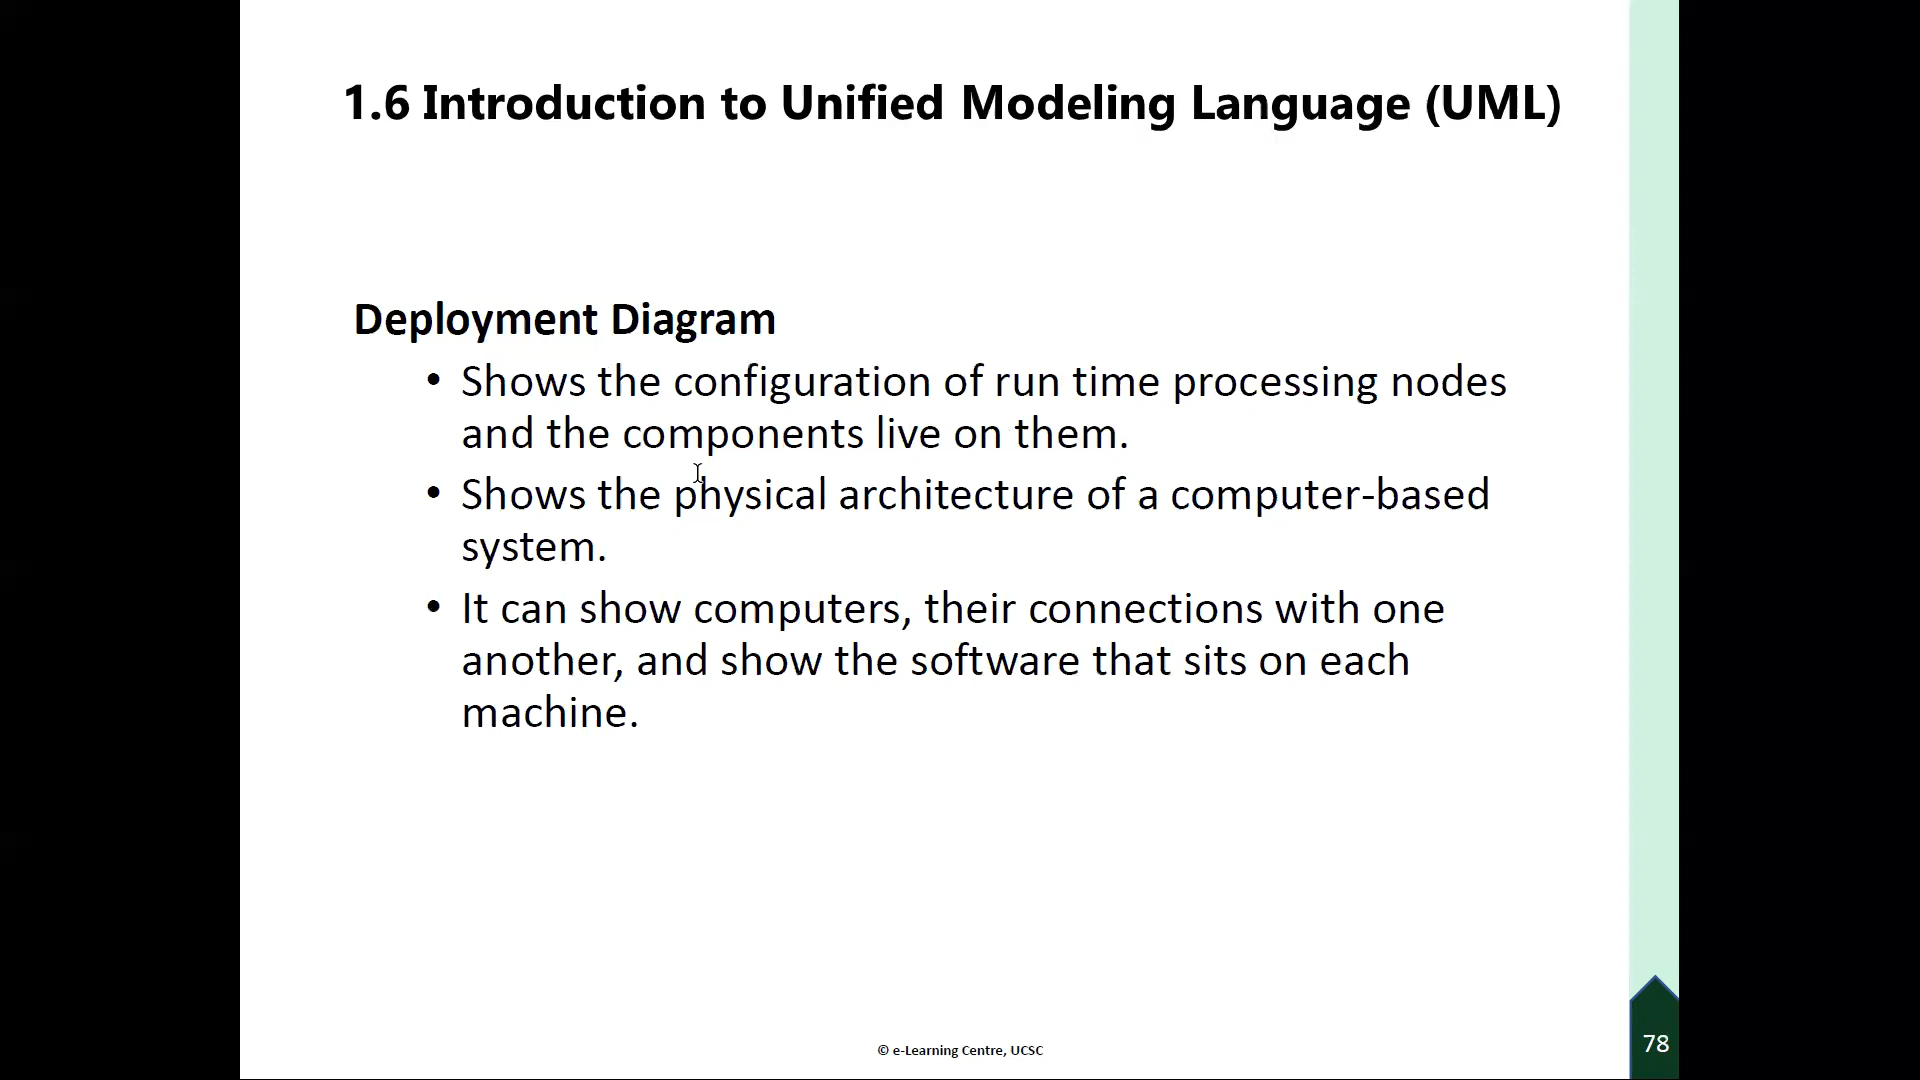 1.6 Introduction to Unified Modeling Language (UML)
Deployment Diagram
• Shows the configuration of run time processing nodes
and the components live on them.
• Shows the physical architecture of a computer-based
system.
• It can show computers, their connections with one
another, and show the software that sits on each
machine.
© e-Learning Centre, UCSC
78